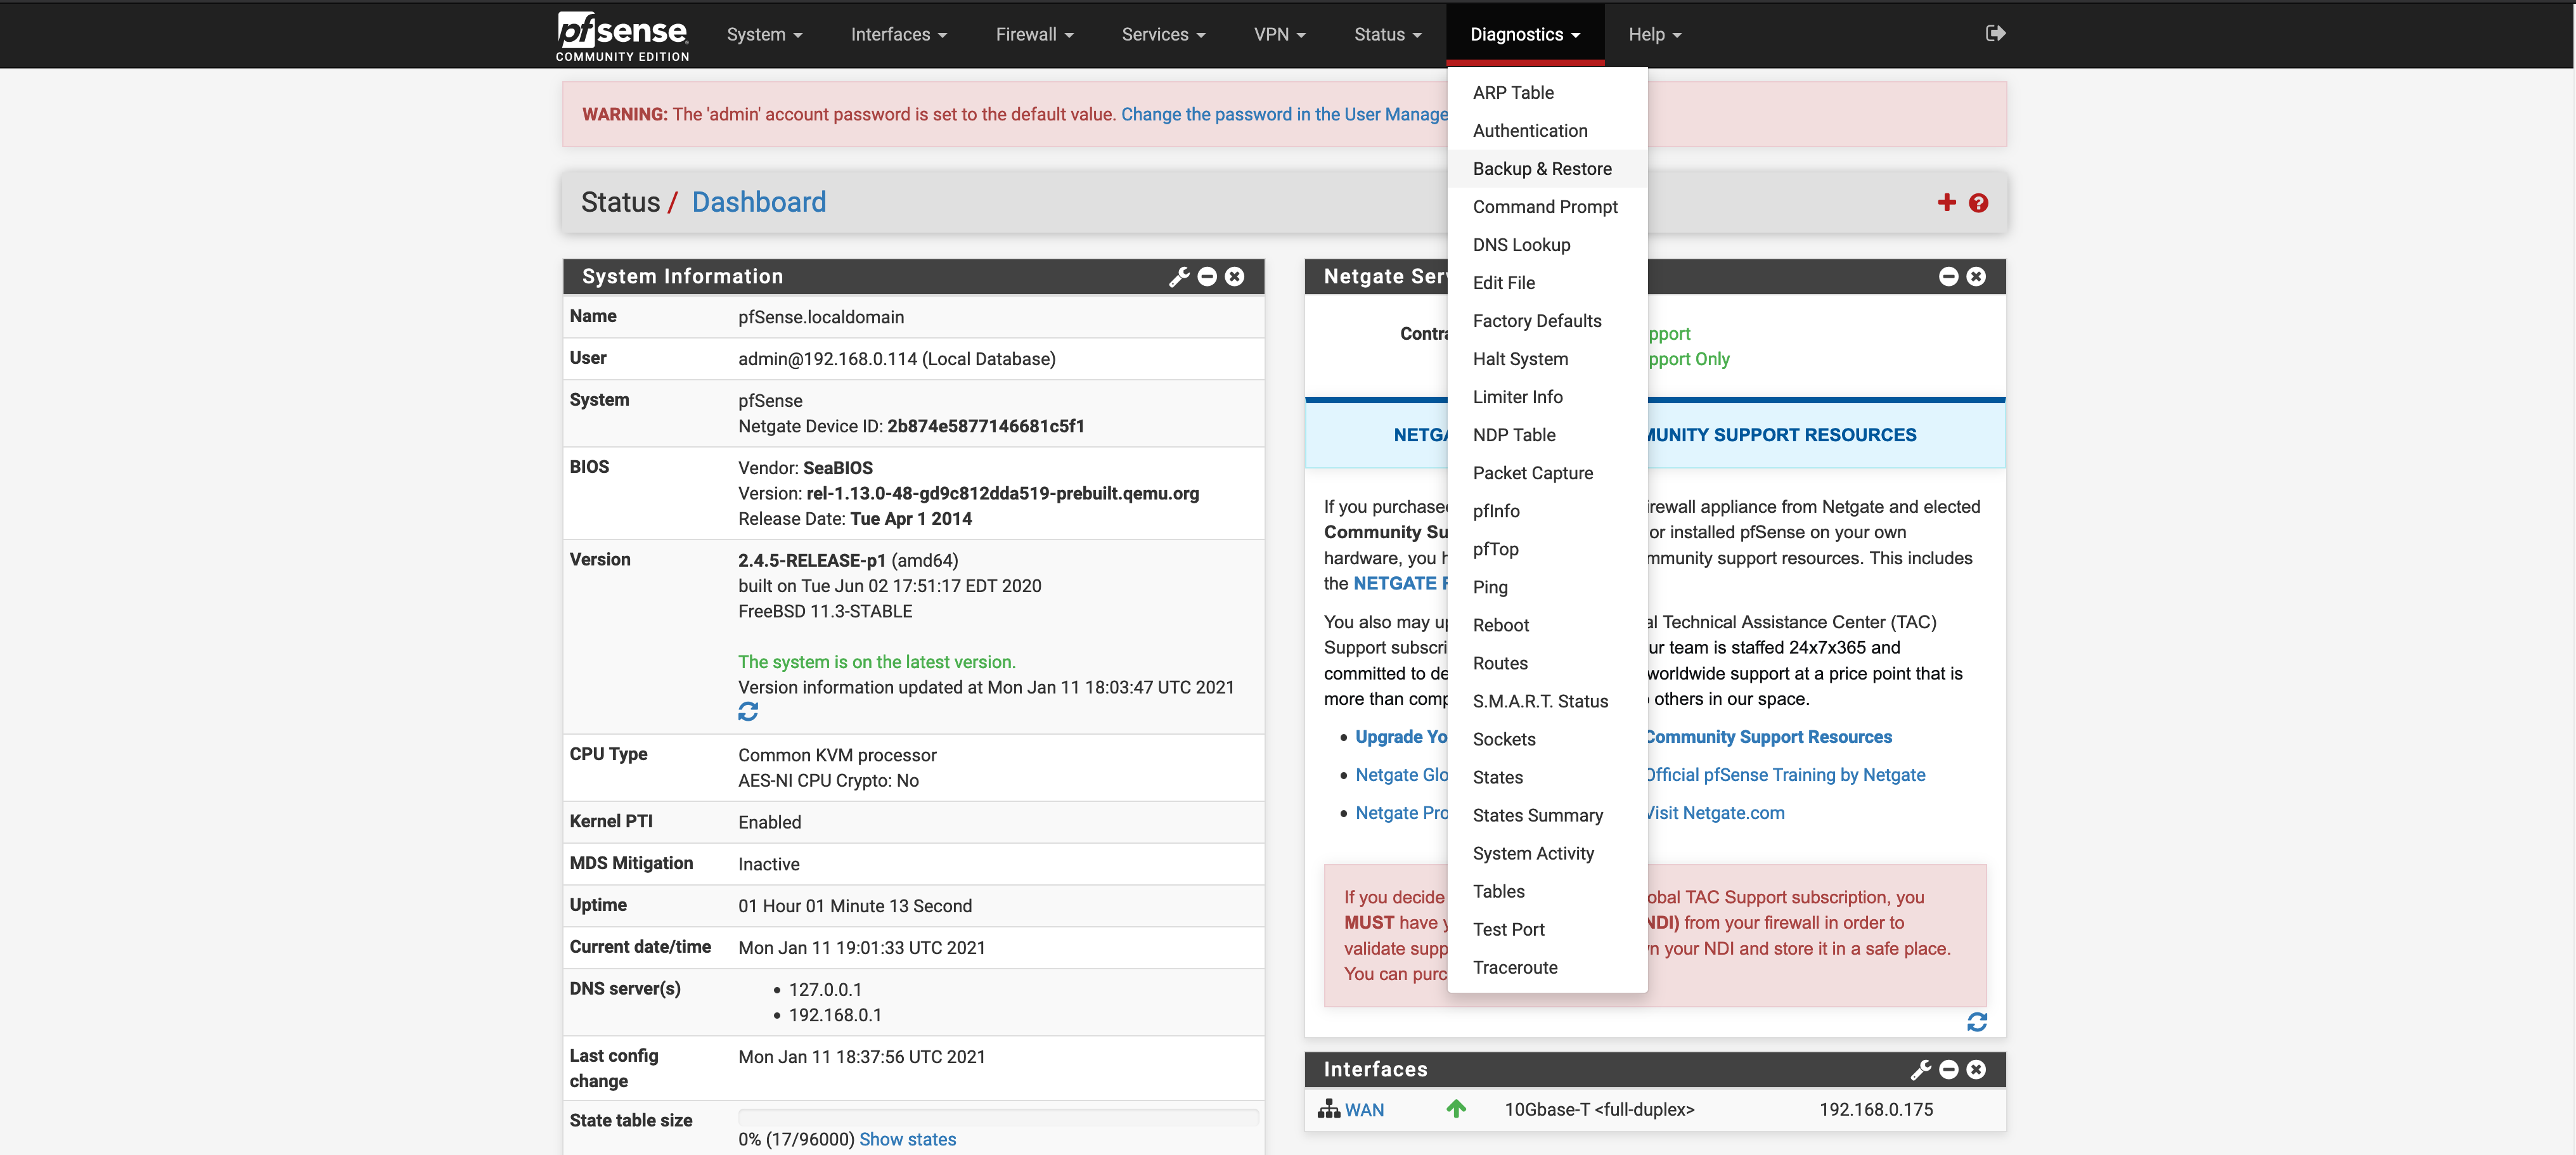 pfsense
COMMUNITY EDITION
System
Interfaces
Firewall
Services
VPN
Status
Diagnostics
Help
WARNING: The 'admin' account password is set to the default value. Change the password in the User Manage
Status / Dashboard
ARP Table
Authentication
Backup & Restore
Command Prompt
DNS Lookup
Edit File
Factory Defaults
Halt System
Limiter Info
NDP Table
Packet Capture
pfInfo
pfTop
Ping
Reboot
Routes
S.M.A.R.T. Status
Sockets
States
States Summary
System Activity
Tables
Test Port
Traceroute
System Information
Name pfSense.localdomain
User admin@192.168.0.114 (Local Database)
System pfSense
Netgate Device ID: 2b874e5877146681c5f1
BIOS Vendor: SeaBIOS
Version: rel-1.13.0-48-gd9c812dda519-prebuilt.qemu.org
Release Date: Tue Apr 1 2014
Version 2.4.5-RELEASE-p1 (amd64)
built on Tue Jun 02 17:51:17 EDT 2020
FreeBSD 11.3-STABLE
The system is on the latest version.
Version information updated at Mon Jan 11 18:03:47 UTC 2021
CPU Type Common KVM processor
AES-NI CPU Crypto: No
Kernel PTI Enabled
MDS Mitigation Inactive
Uptime 01 Hour 01 Minute 13 Second
Current date/time Mon Jan 11 19:01:33 UTC 2021
DNS server(s)
• 127.0.0.1
• 192.168.0.1
Last config change Mon Jan 11 18:37:56 UTC 2021
State table size
0% (17/96000) Show states
Netgate Ser
Contra pport
pport Only
NETGA MUNITY SUPPORT RESOURCES
If you purchase irewall appliance from Netgate and elected
Community Su or installed pfSense on your own
hardware, you h mmunity support resources. This includes
the NETGATE
You also may u al Technical Assistance Center (TAC)
Support subscri ur team is staffed 24x7x365 and
committed to de worldwide support at a price point that is
more than comp others in our space.
• Upgrade Yo Community Support Resources
• Netgate Glo Official pfSense Training by Netgate
• Netgate Pro Visit Netgate.com
If you decide obal TAC Support subscription, you
MUST have NDI) from your firewall in order to
validate supp n your NDI and store it in a safe place.
You can purc
Interfaces
WAN 10Gbase-T <full-duplex> 192.168.0.175